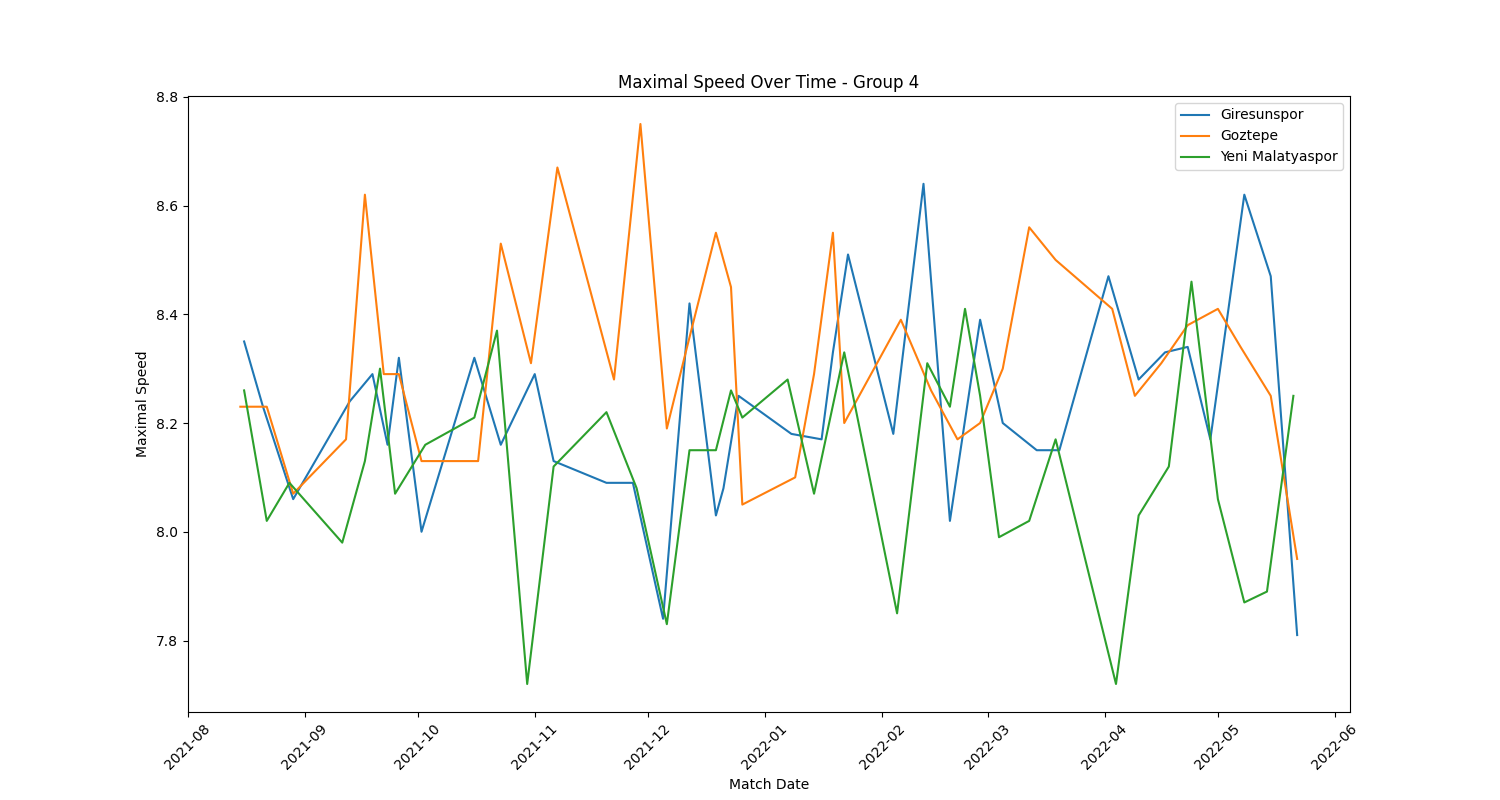 Maximal Speed Over Time - Group 4
Giresunspor
Goztepe
Yeni Malatyaspor
Maximal Speed
8.8
8.6
8.4
8.2
8.0
7.8
2021-08
2021-09
2021-10
2021-11
2021-12
2022-01
2022-02
2022-03
2022-04
2022-05
2022-06
Match Date